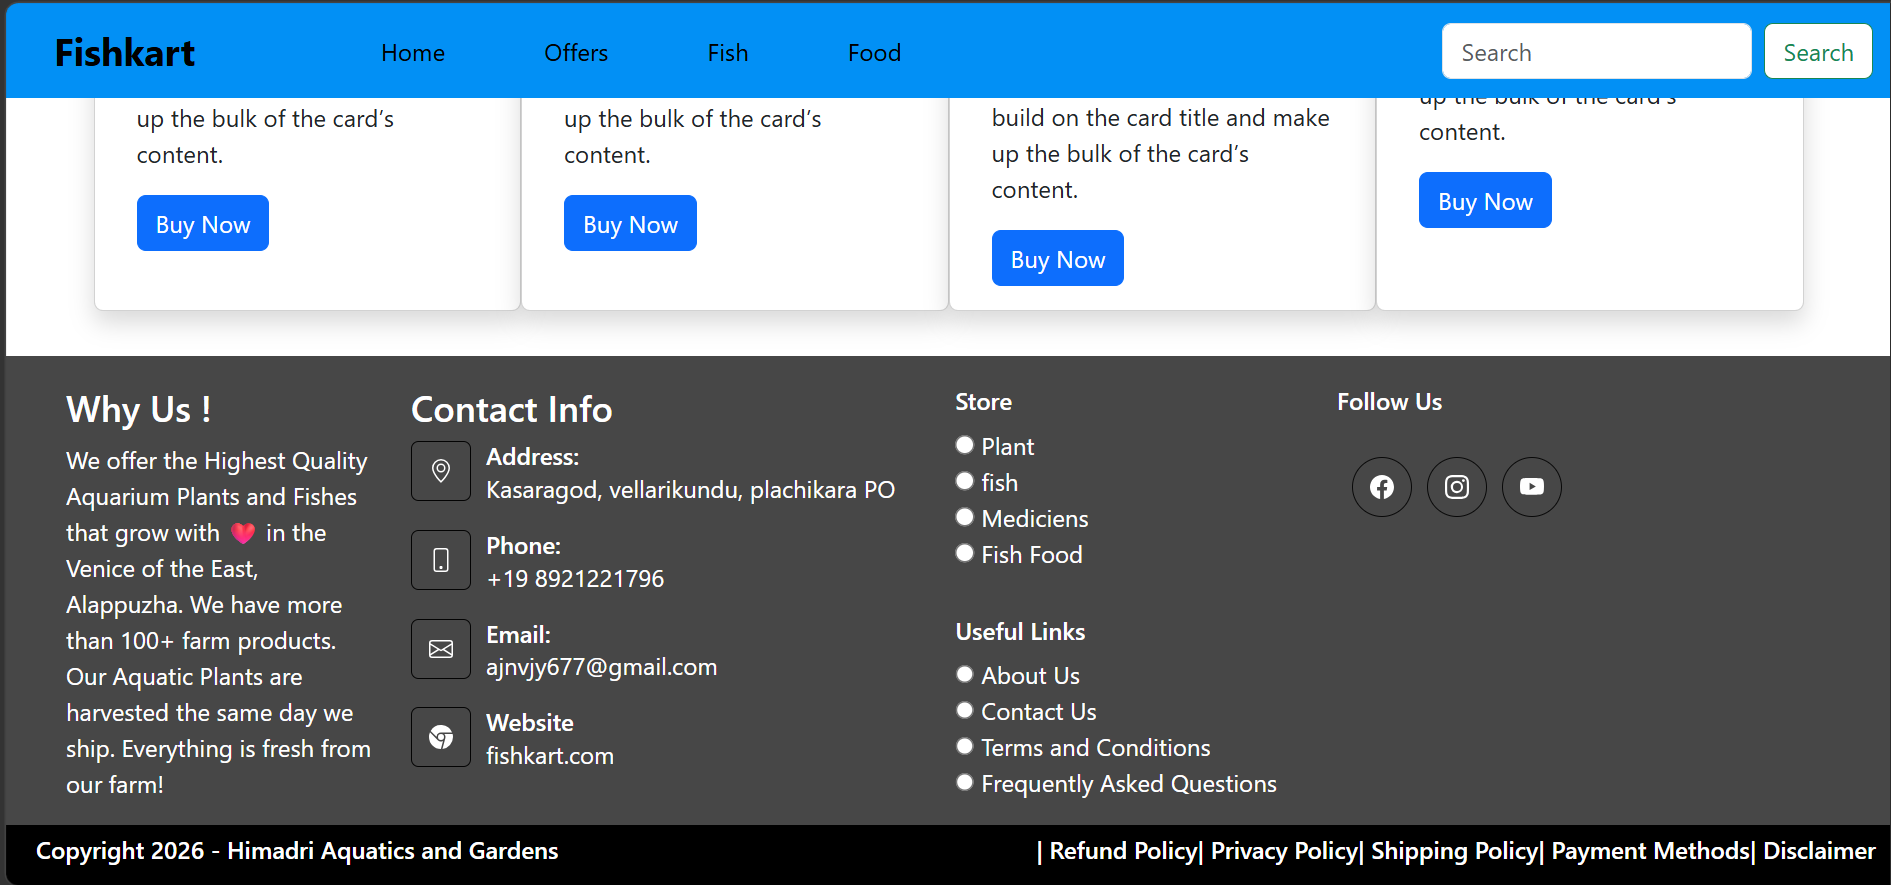 Fishkart
Home
Offers
Fish
Food
Search
Search
up the bulk of the card’s
content.
Buy Now
up the bulk of the card’s
content.
Buy Now
build on the card title and make
up the bulk of the card’s
content.
Buy Now
up the bulk of the card’s
content.
Buy Now
Why Us !
We offer the Highest Quality
Aquarium Plants and Fishes
that grow with ❤️ in the
Venice of the East,
Alappuzha. We have more
than 100+ farm products.
Our Aquatic Plants are
harvested the same day we
ship. Everything is fresh from
our farm!
Contact Info
Address:
Kasaragod, vellarikundu, plachikara PO
Phone:
+19 8921221796
Email:
ajnvjy677@gmail.com
Website
fishkart.com
Store
Plant
fish
Mediciens
Fish Food
Useful Links
About Us
Contact Us
Terms and Conditions
Frequently Asked Questions
Follow Us
Copyright 2026 - Himadri Aquatics and Gardens
| Refund Policy| Privacy Policy| Shipping Policy| Payment Methods| Disclaimer